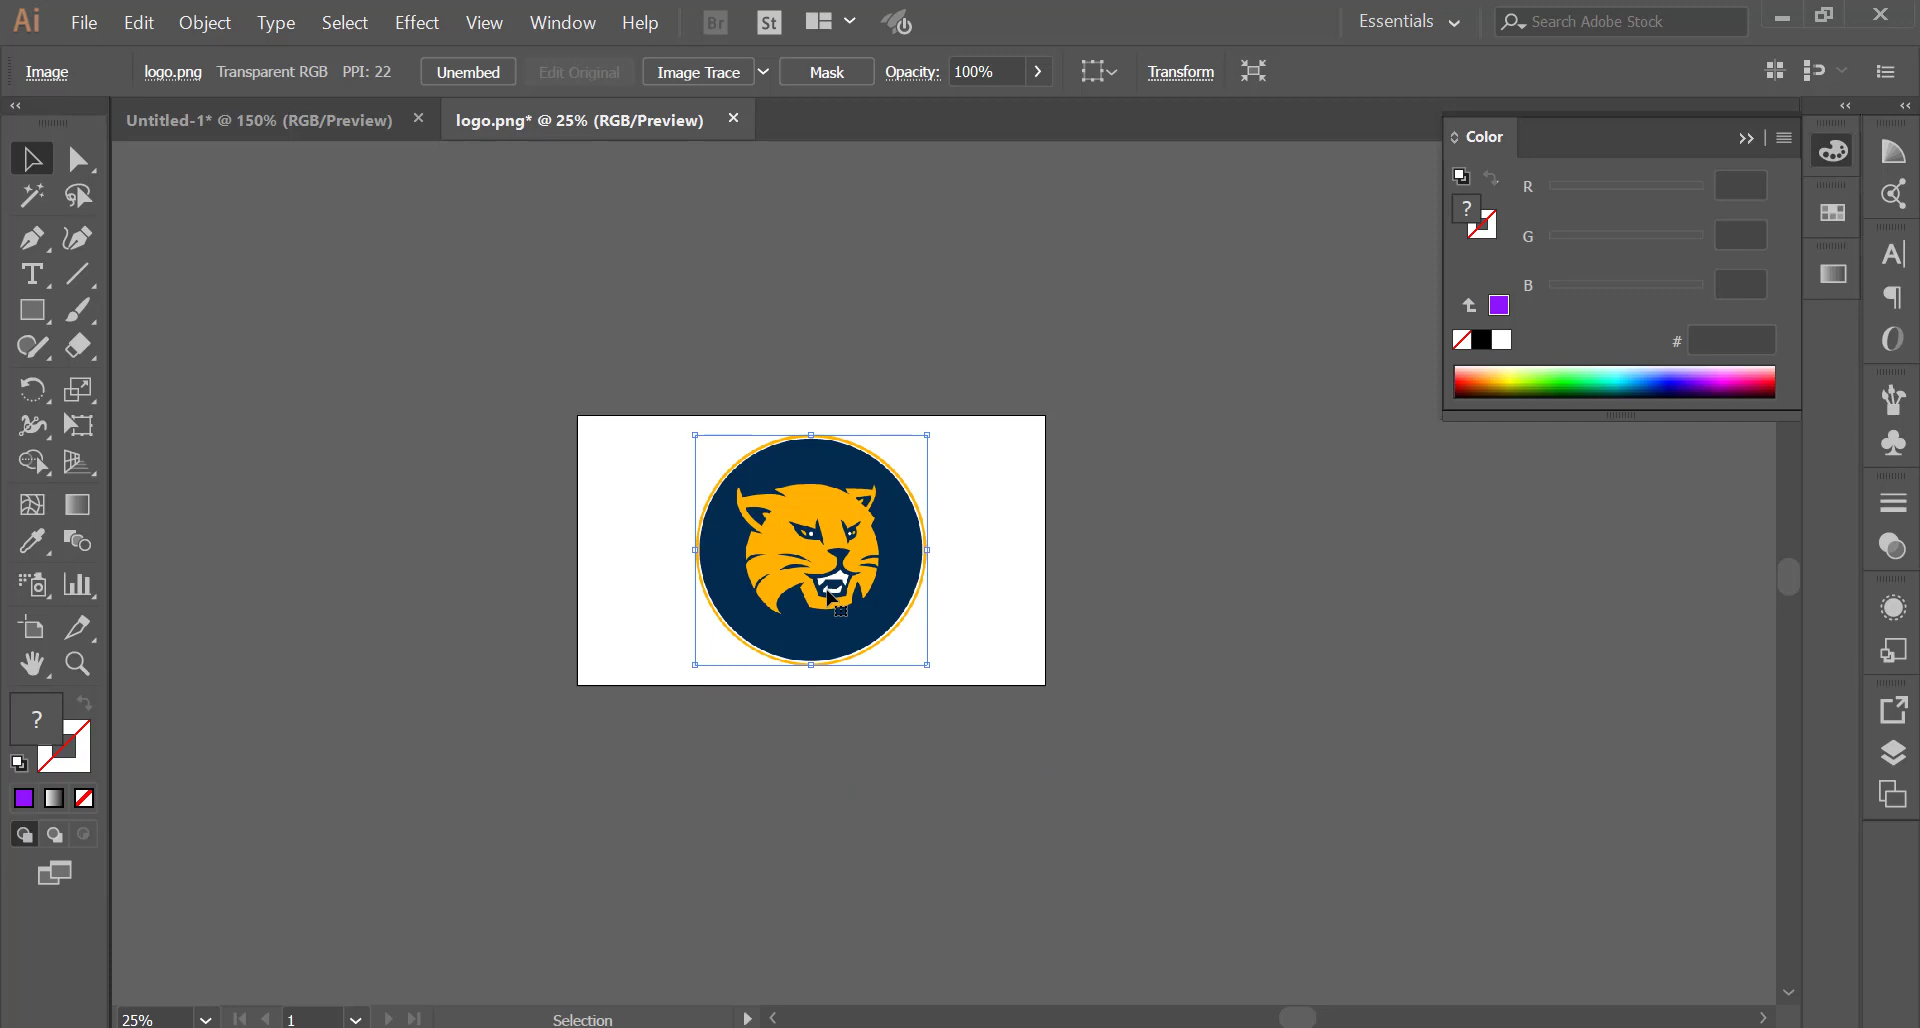 Ai File Edit Object Type Select Effect View Window Help Br St Essentials Search Adobe Stock
Image logo.png Transparent RGB PPI: 22 Unembed Edit Original Image Trace Mask Opacity: 100% Transform
Untitled-1* @ 150% (RGB/Preview) logo.png* @ 25% (RGB/Preview)
Color
R
?
G
B
#
?
25% 1 Selection